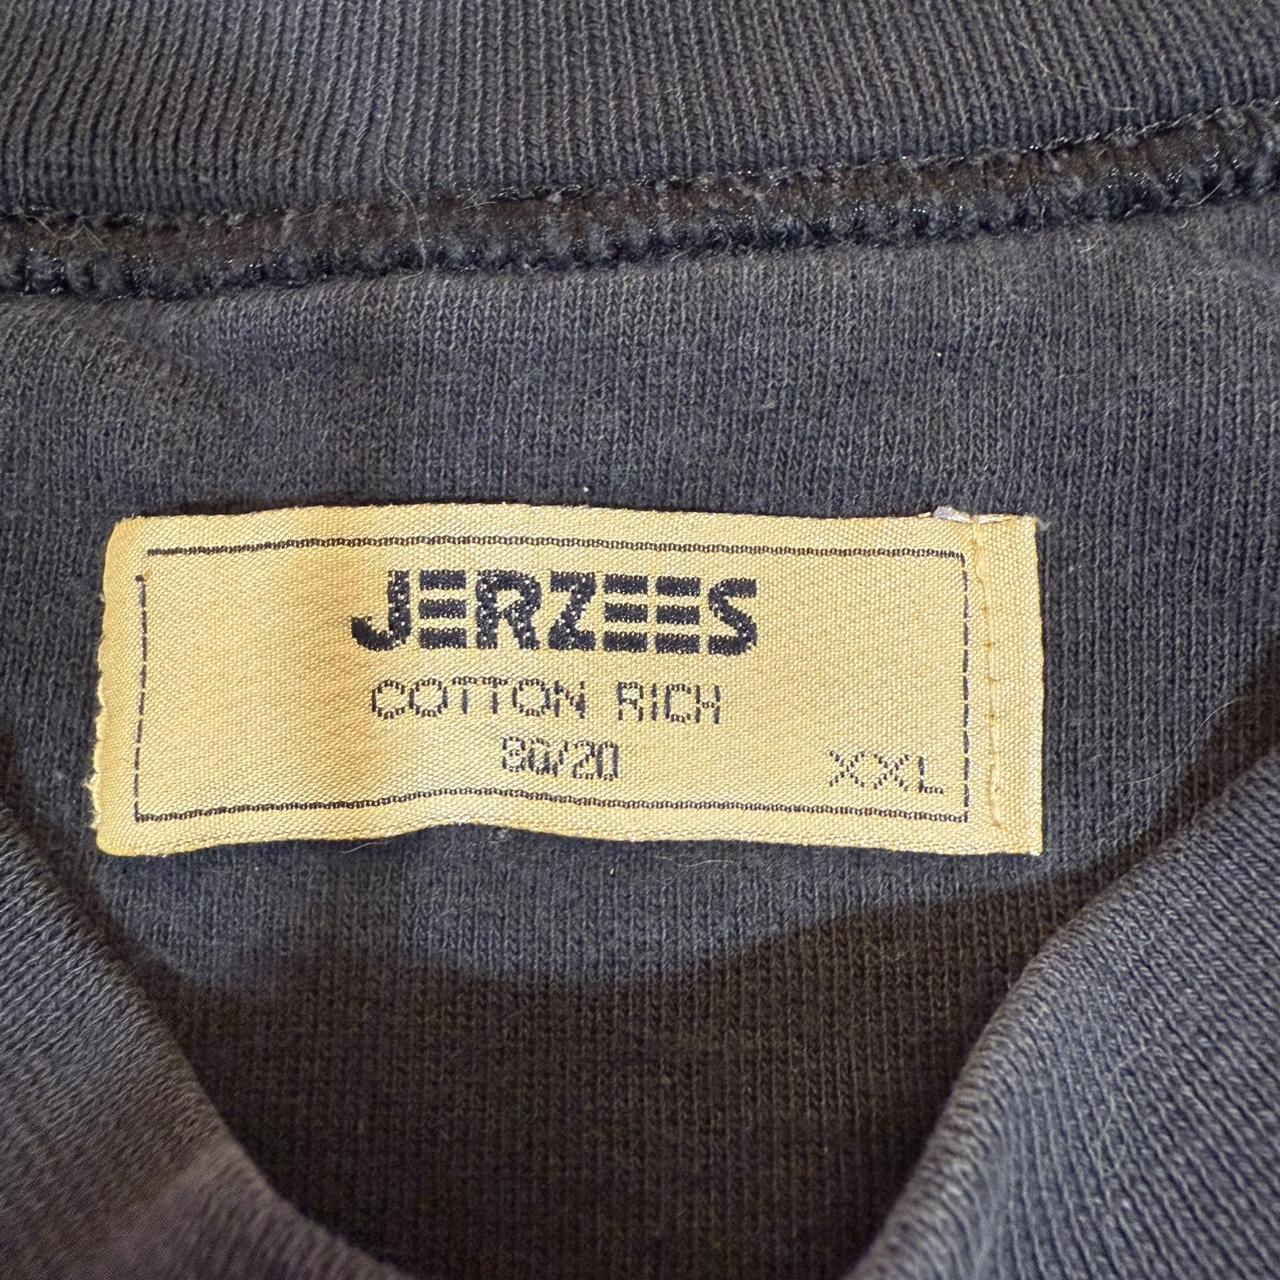 JERZEES
COTTON RICH
80/20
XXL